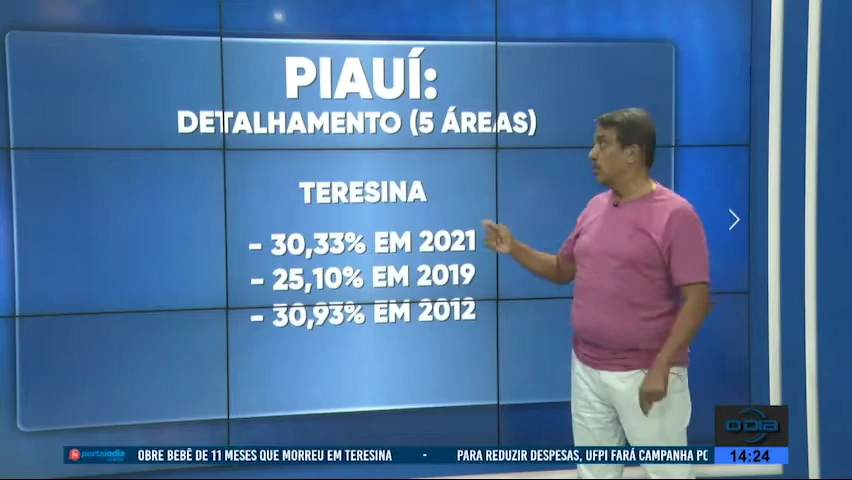 PIAUÍ:
DETALHAMENTO (5 ÁREAS)
TERESINA
- 30,33% EM 2021
- 25,10% EM 2019
- 30,93% EM 2012
O DIA
portalodia
OBRE BEBÊ DE 11 MESES QUE MORREU EM TERESINA - PARA REDUZIR DESPESAS, UFPI FARÁ CAMPANHA PO
14:24